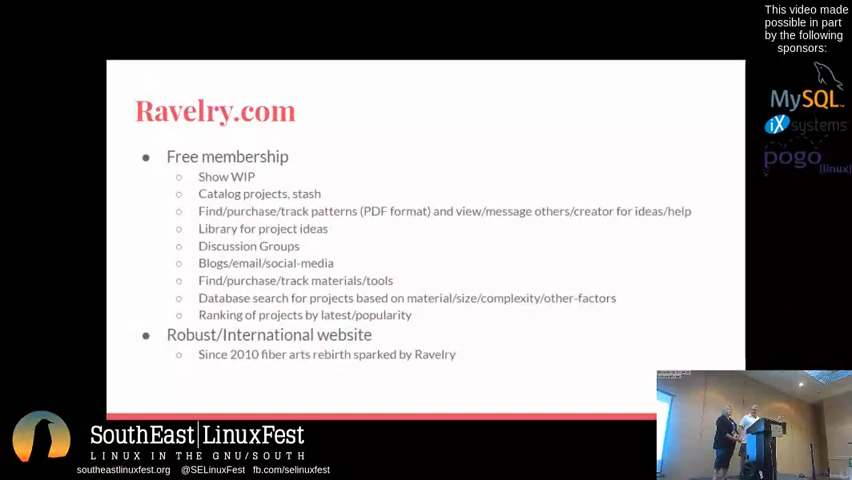 This video made
possible in part
by the following
sponsors:
MySQL
iXsystems
pogo
[linux]
Ravelry.com
● Free membership
○ Show WIP
○ Catalog projects, stash
○ Find/purchase/track patterns (PDF format) and view/message others/creator for ideas/help
○ Library for project ideas
○ Discussion Groups
○ Blogs/email/social-media
○ Find/purchase/track materials/tools
○ Database search for projects based on material/size/complexity/other-factors
○ Ranking of projects by latest/popularity
● Robust/International website
○ Since 2010 fiber arts rebirth sparked by Ravelry
SouthEast|LinuxFest
LINUX IN THE GNU/SOUTH
southeastlinuxfest.org @SELinuxFest fb.com/selinuxfest